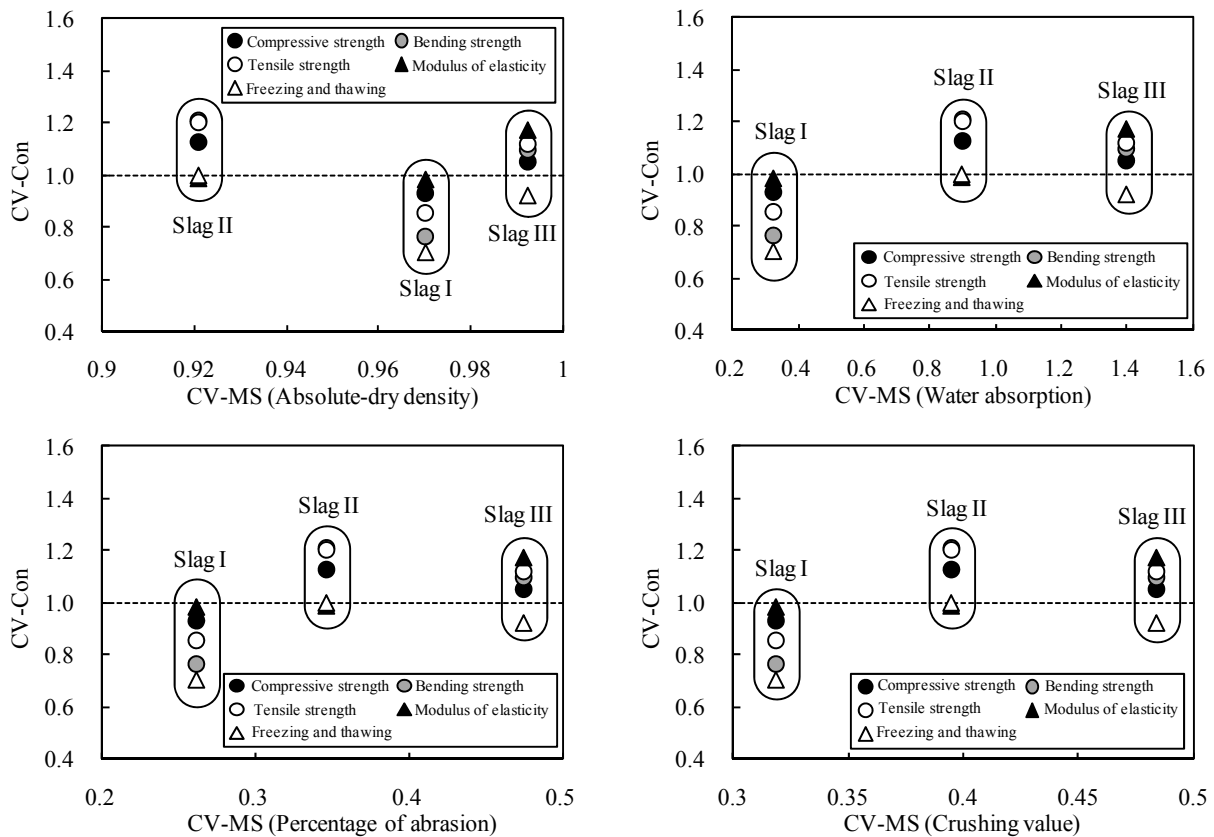 1.6
1.4
1.2
1.0
0.8
0.6
0.4
CV-Con
Compressive strength Bending strength
Tensile strength Modulus of elasticity
Freezing and thawing
Slag II
Slag I
Slag III
0.9 0.92 0.94 0.96 0.98 1
CV-MS (Absolute-dry density)
1.6
1.4
1.2
1.0
0.8
0.6
0.4
CV-Con
Slag I
Slag II
Slag III
Compressive strength Bending strength
Tensile strength Modulus of elasticity
Freezing and thawing
0.2 0.4 0.6 0.8 1.0 1.2 1.4 1.6
CV-MS (Water absorption)
1.6
1.4
1.2
1.0
0.8
0.6
0.4
CV-Con
Slag I
Slag II
Slag III
Compressive strength Bending strength
Tensile strength Modulus of elasticity
Freezing and thawing
0.2 0.3 0.4 0.5
CV-MS (Percentage of abrasion)
1.6
1.4
1.2
1.0
0.8
0.6
0.4
CV-Con
Slag I
Slag II
Slag III
Compressive strength Bending strength
Tensile strength Modulus of elasticity
Freezing and thawing
0.3 0.35 0.4 0.45 0.5
CV-MS (Crushing value)